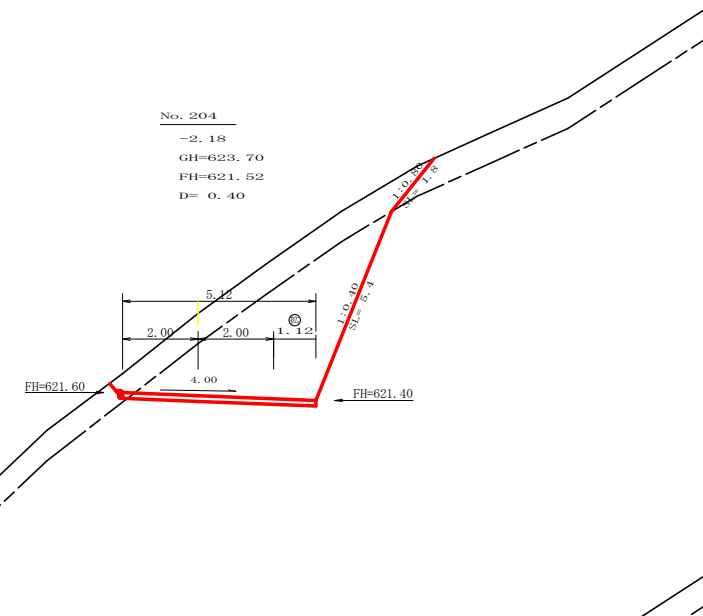 No. 204
-2.18
GH=623.70
FH=621.52
D= 0.40
1:0.80
SL= 1.8
1:0.40
SL= 5.4
5.12
2.00
2.00
1.12
4.00
FH=621.60
FH=621.40